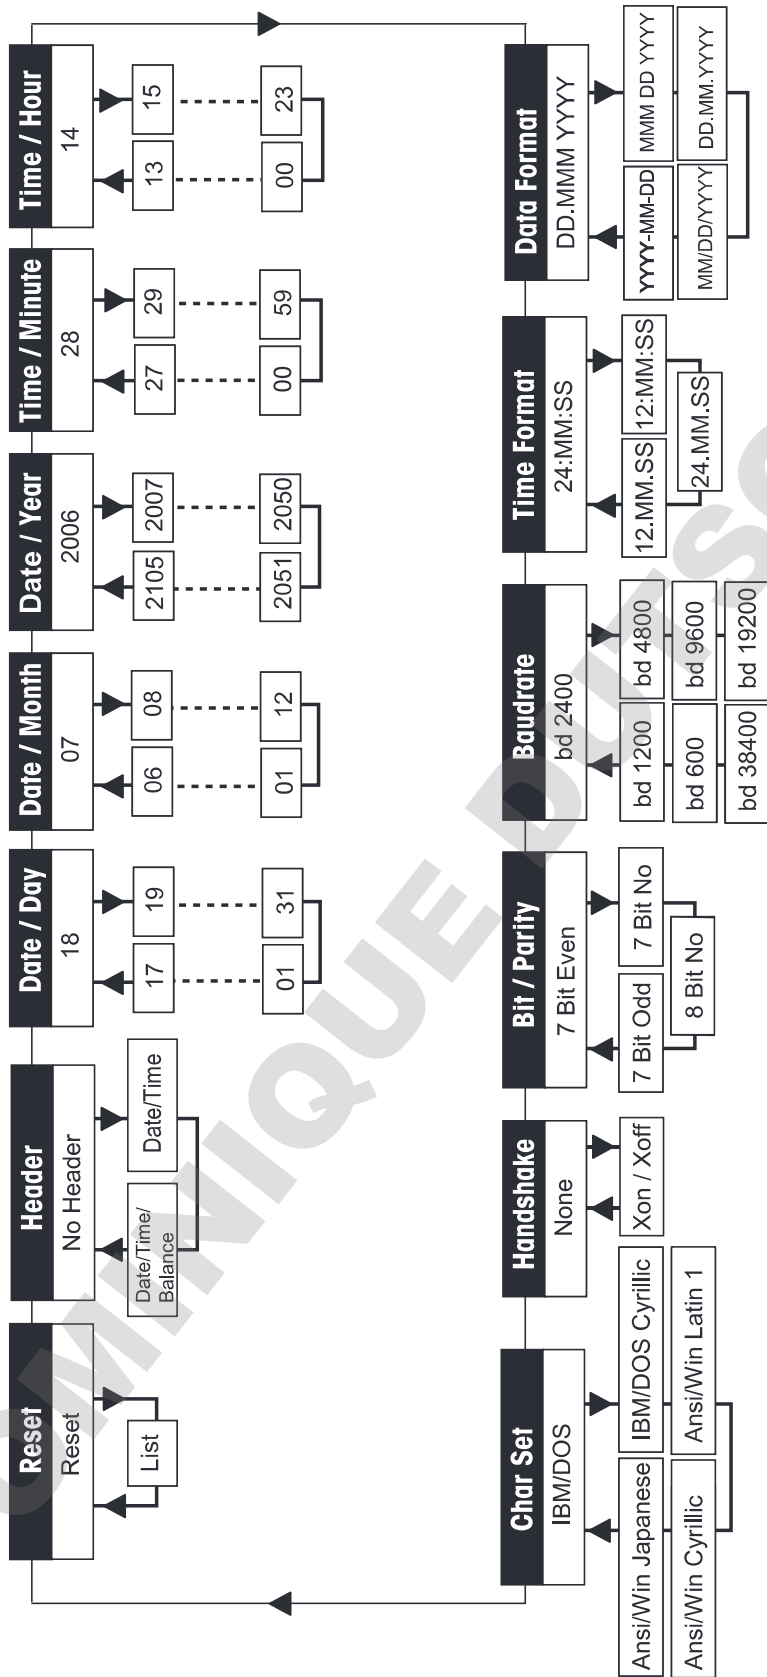 Reset
Reset
List
Header
No Header
Date/Time/
Balance
Date/Time
Date / Day
18
17
19
01
31
Date / Month
07
06
08
01
12
Date / Year
2006
2105
2007
2051
2050
Time / Minute
28
27
29
00
59
Time / Hour
14
13
15
00
23
Char Set
IBM/DOS
Ansi/Win Japanese
IBM/DOS Cyrillic
Ansi/Win Cyrillic
Ansi/Win Latin 1
Handshake
None
Xon / Xoff
Bit / Parity
7 Bit Even
7 Bit Odd
7 Bit No
8 Bit No
Baudrate
bd 2400
bd 1200
bd 4800
bd 600
bd 9600
bd 38400
bd 19200
Time Format
24:MM:SS
12.MM.SS
12:MM:SS
24.MM.SS
Data Format
DD.MMM YYYY
YYYY-MM-DD
MMM DD YYYY
MM/DD/YYYY
DD.MM.YYYY
OMINIQUE DUTSC